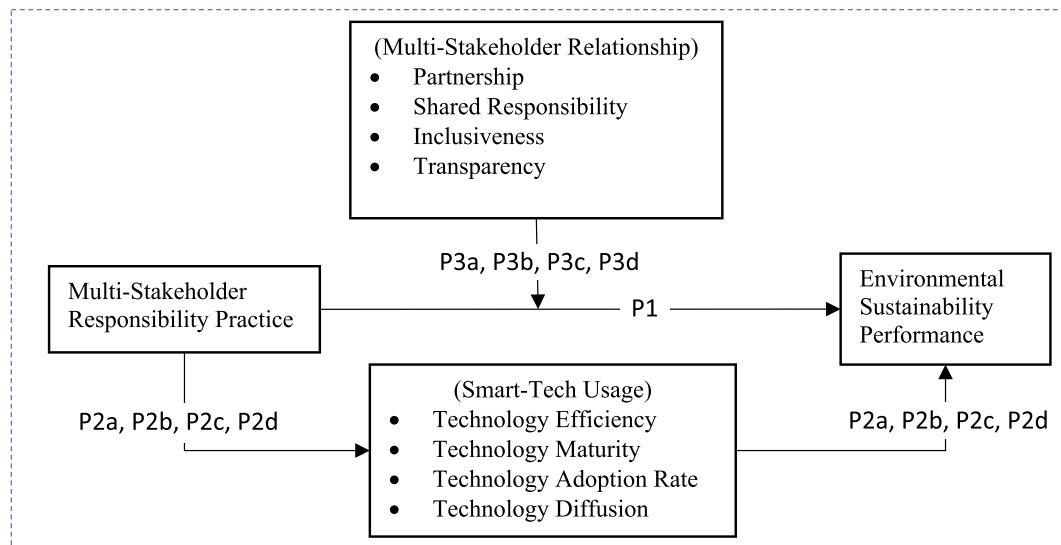 (Multi-Stakeholder Relationship)
• Partnership
• Shared Responsibility
• Inclusiveness
• Transparency
P3a, P3b, P3c, P3d
Multi-Stakeholder
Responsibility Practice
P1
Environmental
Sustainability
Performance
(Smart-Tech Usage)
• Technology Efficiency
• Technology Maturity
• Technology Adoption Rate
• Technology Diffusion
P2a, P2b, P2c, P2d
P2a, P2b, P2c, P2d